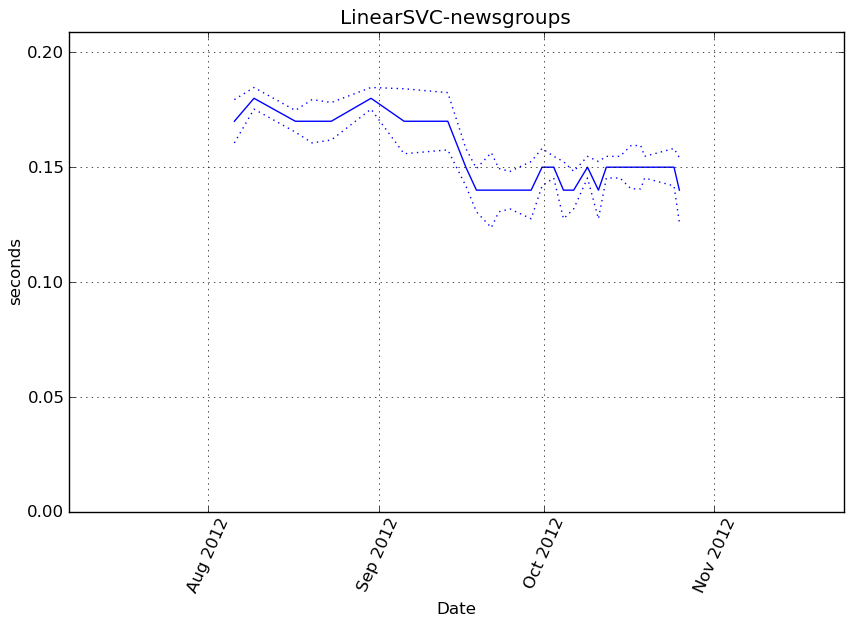 LinearSVC-newsgroups
0.20
0.15
0.10
0.05
0.00
seconds
Aug 2012
Sep 2012
Oct 2012
Nov 2012
Date